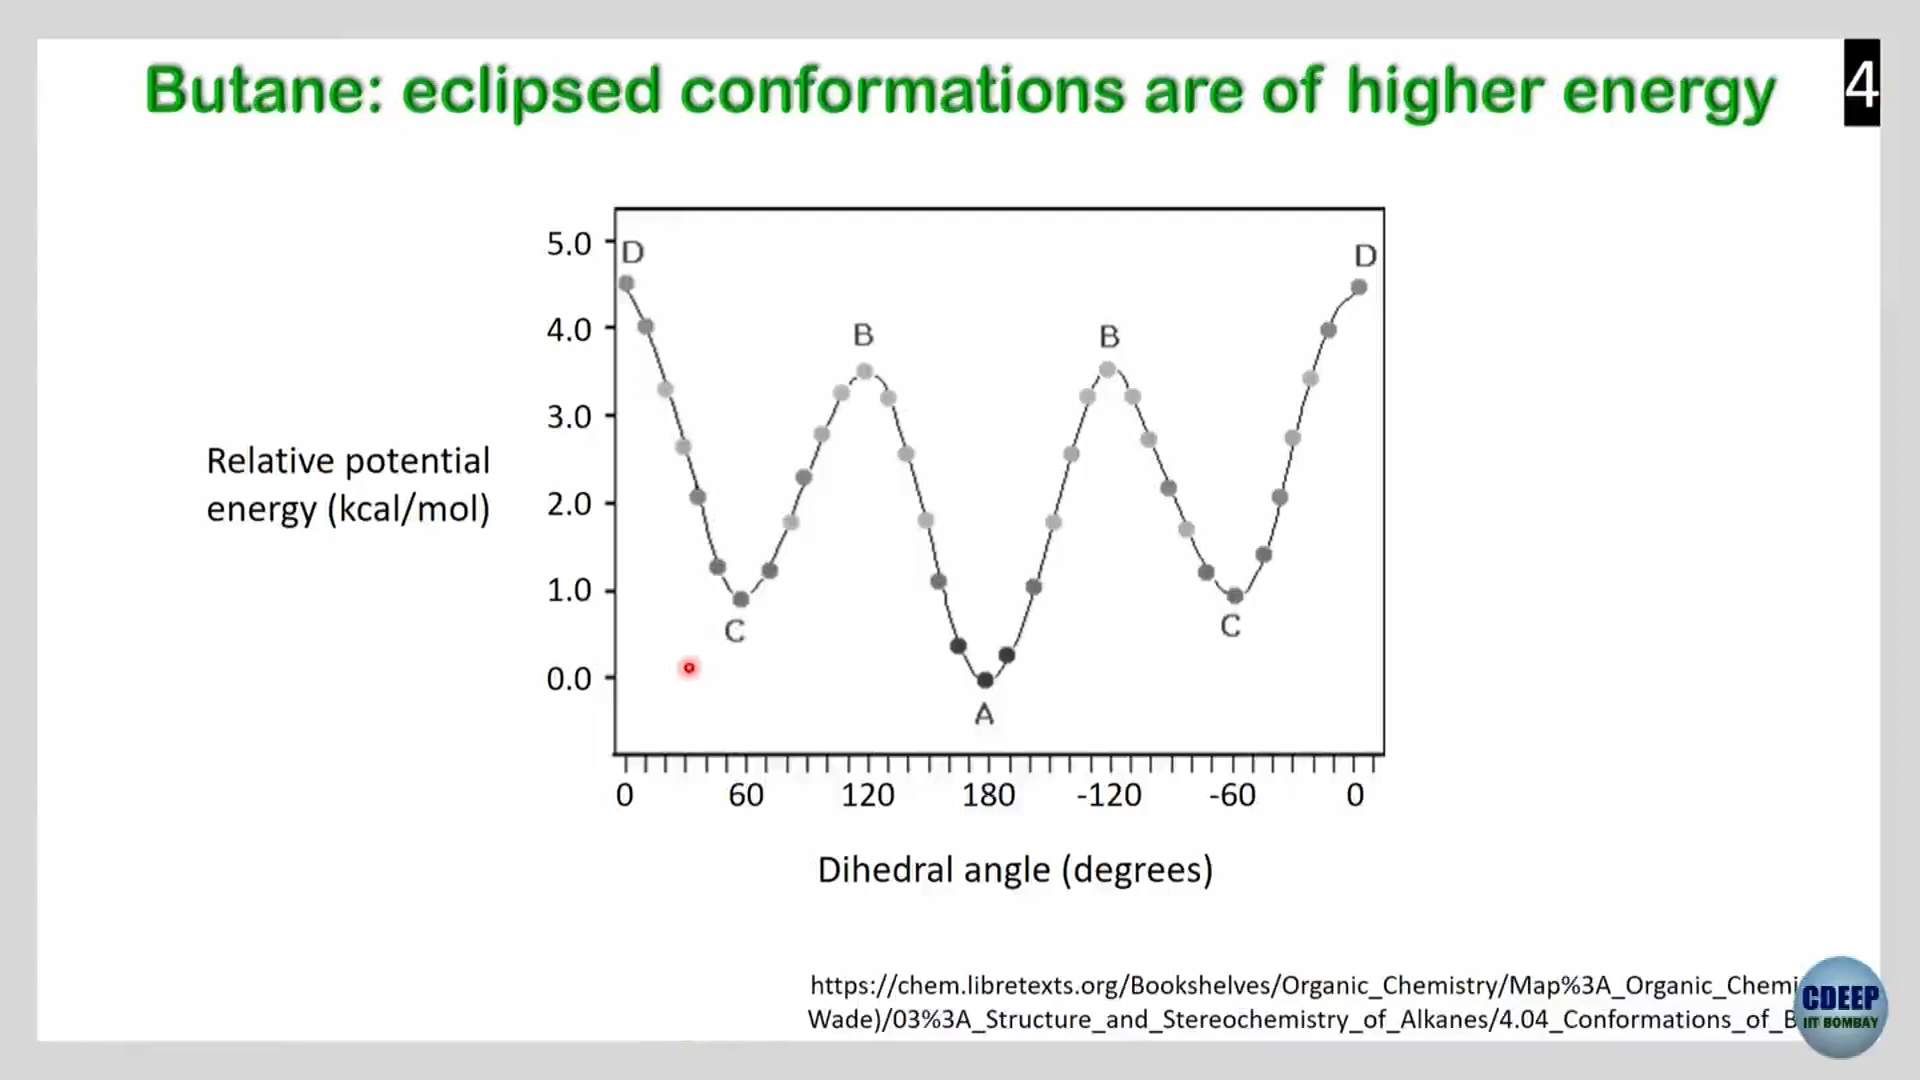 Butane: eclipsed conformations are of higher energy
4
5.0
4.0
3.0
2.0
1.0
0.0
D
D
B
B
C
C
A
Relative potential
energy (kcal/mol)
0 60 120 180 -120 -60 0
Dihedral angle (degrees)
https://chem.libretexts.org/Bookshelves/Organic_Chemistry/Map%3A_Organic_Chemi
Wade)/03%3A_Structure_and_Stereochemistry_of_Alkanes/4.04_Conformations_of_B
CDEEP
IIT BOMBAY